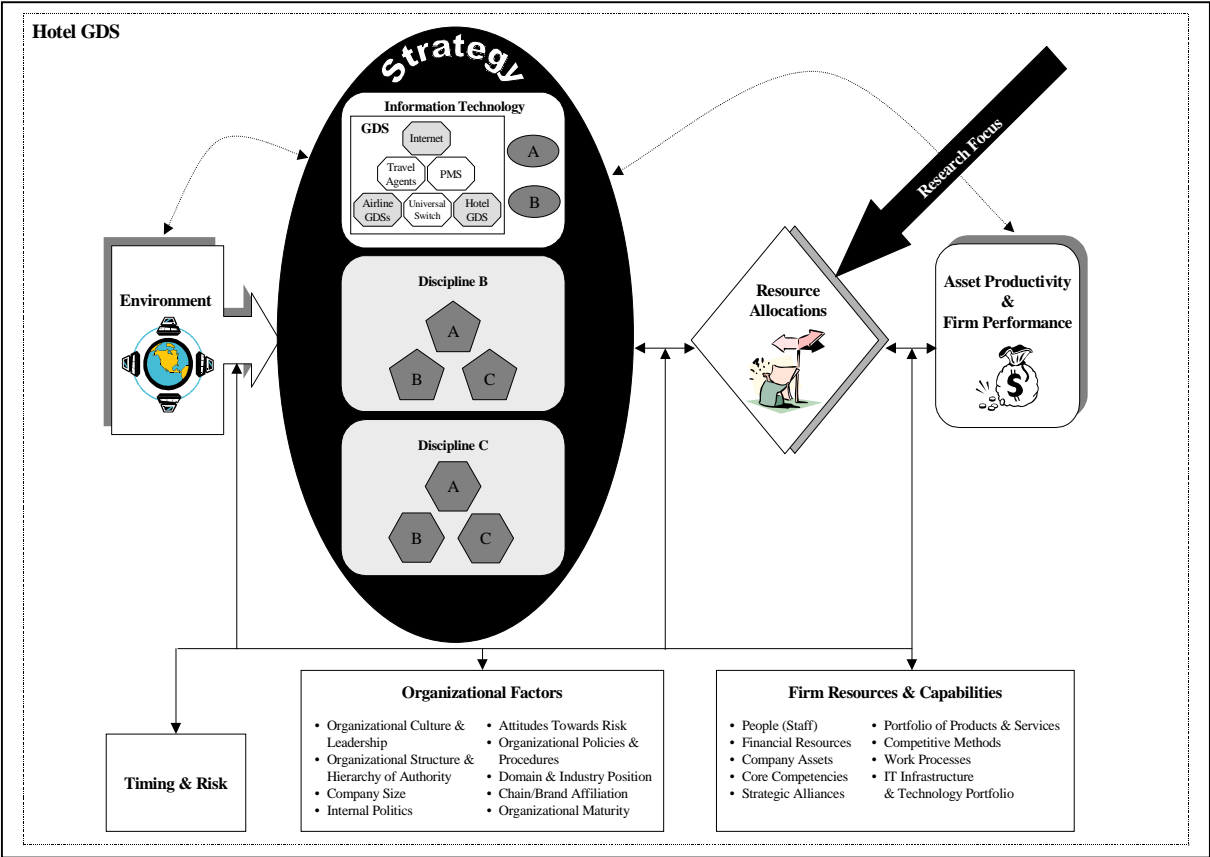 Hotel GDS
Strategy
Information Technology
GDS
Internet
Travel
Agents
PMS
Airline
GDSs
Universal
Switch
Hotel
GDS
A
B
Discipline B
A
B
C
Discipline C
A
B
C
Environment
Research Focus
Resource
Allocations
Asset Productivity
&
Firm Performance
$
Timing & Risk
Organizational Factors
• Organizational Culture &
Leadership
• Organizational Structure &
Hierarchy of Authority
• Company Size
• Internal Politics
• Attitudes Towards Risk
• Organizational Policies &
Procedures
• Domain & Industry Position
• Chain/Brand Affiliation
• Organizational Maturity
Firm Resources & Capabilities
• People (Staff)
• Financial Resources
• Company Assets
• Core Competencies
• Strategic Alliances
• Portfolio of Products & Services
• Competitive Methods
• Work Processes
• IT Infrastructure
& Technology Portfolio